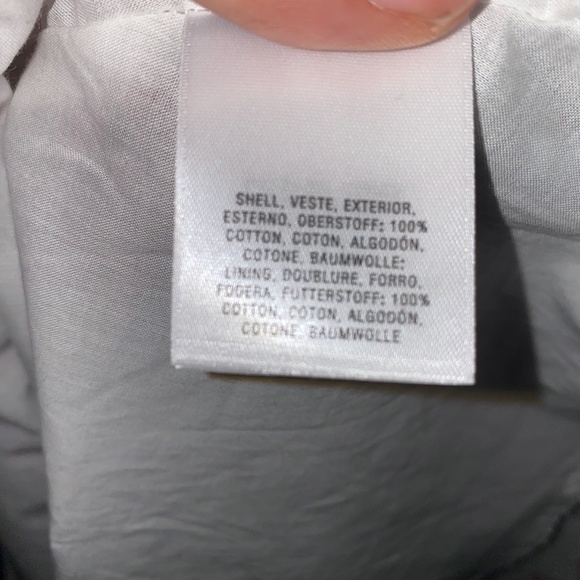 SHELL, VESTE, EXTERIOR,
ESTERNO, OBERSTOFF: 100%
COTTON, COTON, ALGODÓN,
COTONE, BAUMWOLLE;
LINING, DOUBLURE, FORRO,
FODERA, FUTTERSTOFF: 100%
COTTON, COTON, ALGODÓN,
COTONE, BAUMWOLLE